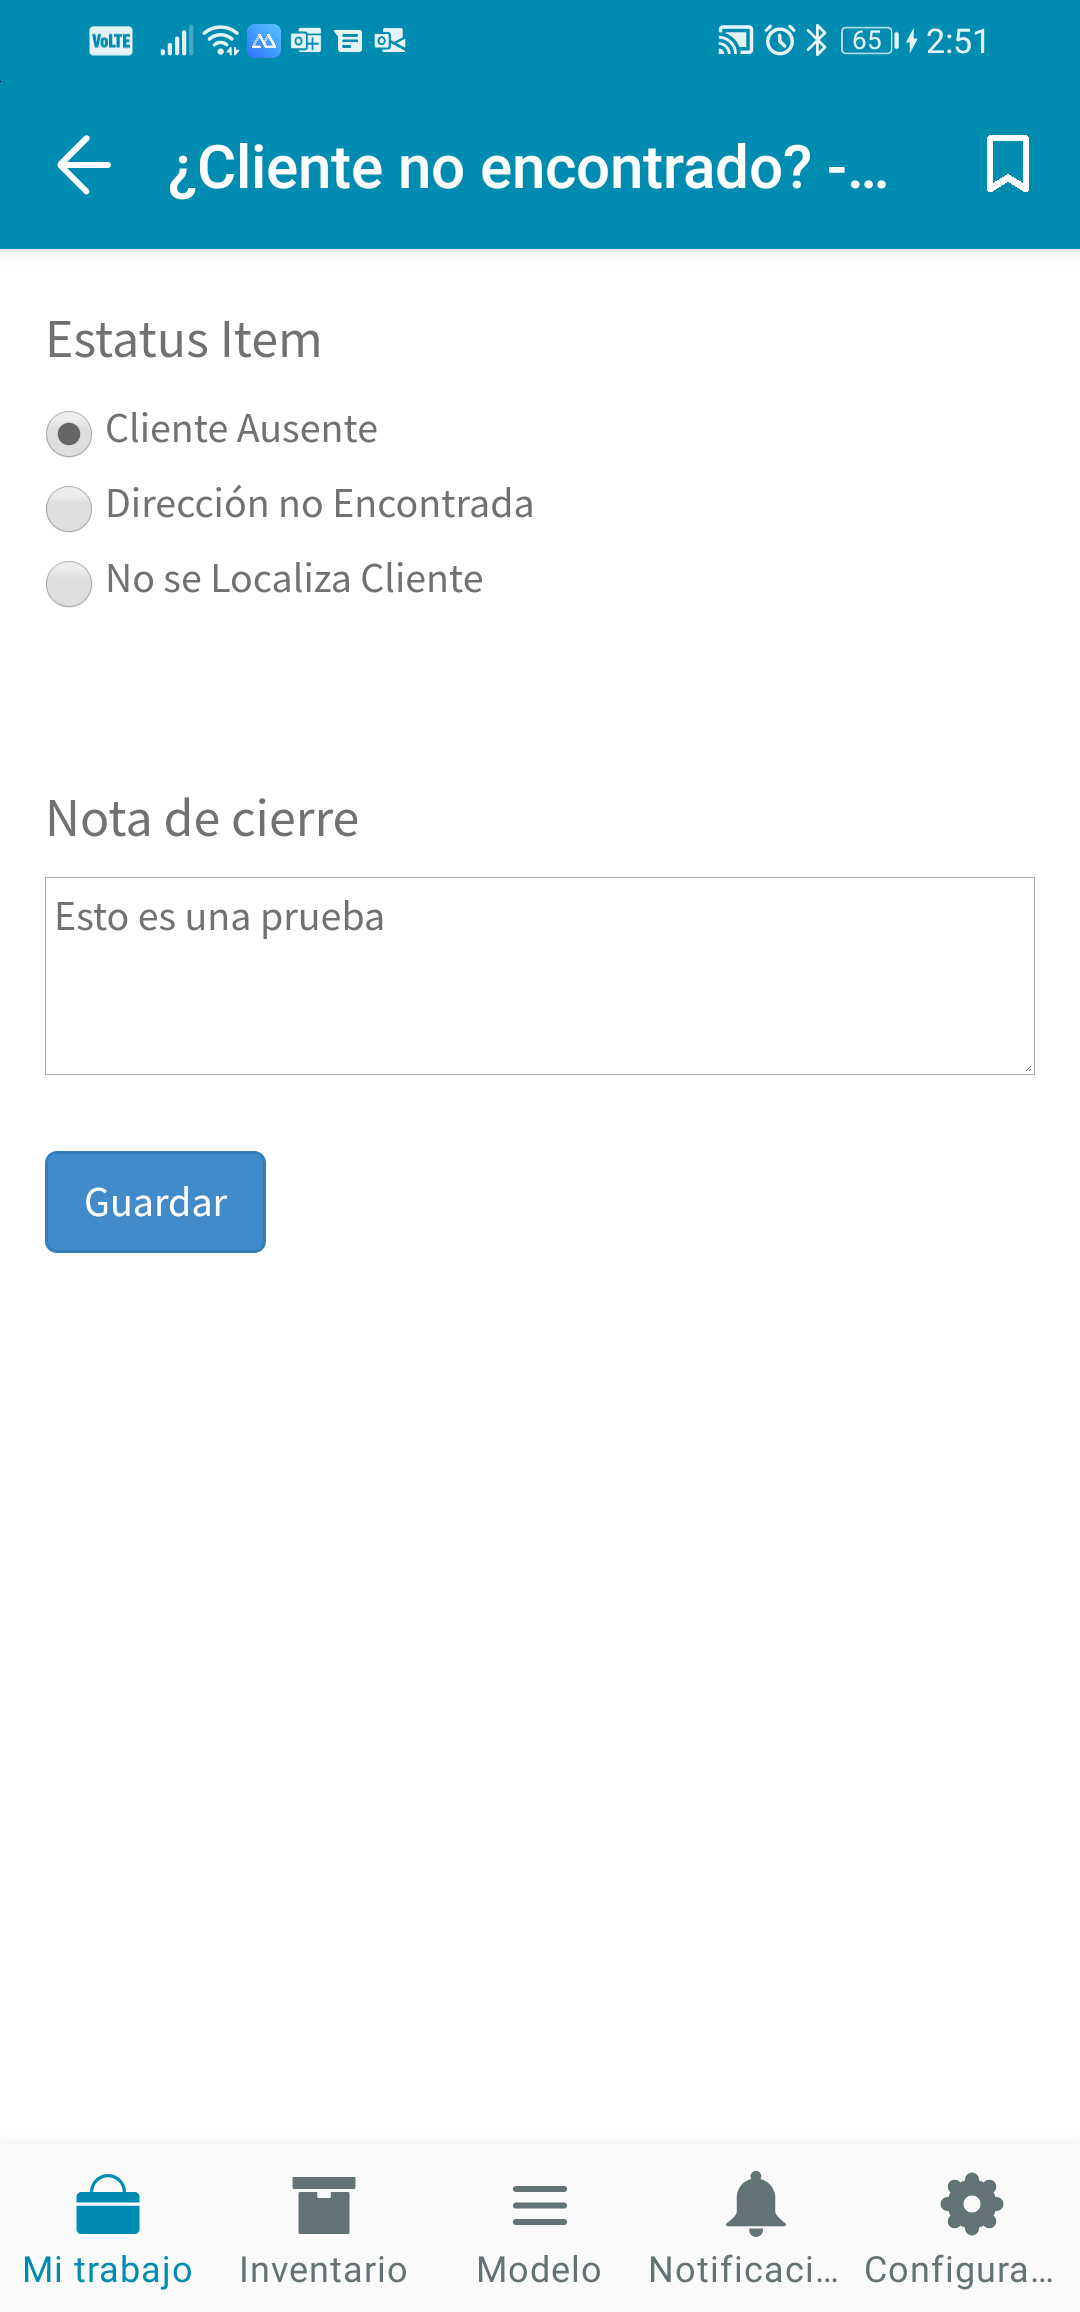 VoLTE 65 2:51
¿Cliente no encontrado? -...
Estatus Item
Cliente Ausente
Dirección no Encontrada
No se Localiza Cliente
Nota de cierre
Esto es una prueba
Guardar
Mi trabajo Inventario Modelo Notificaci... Configura...